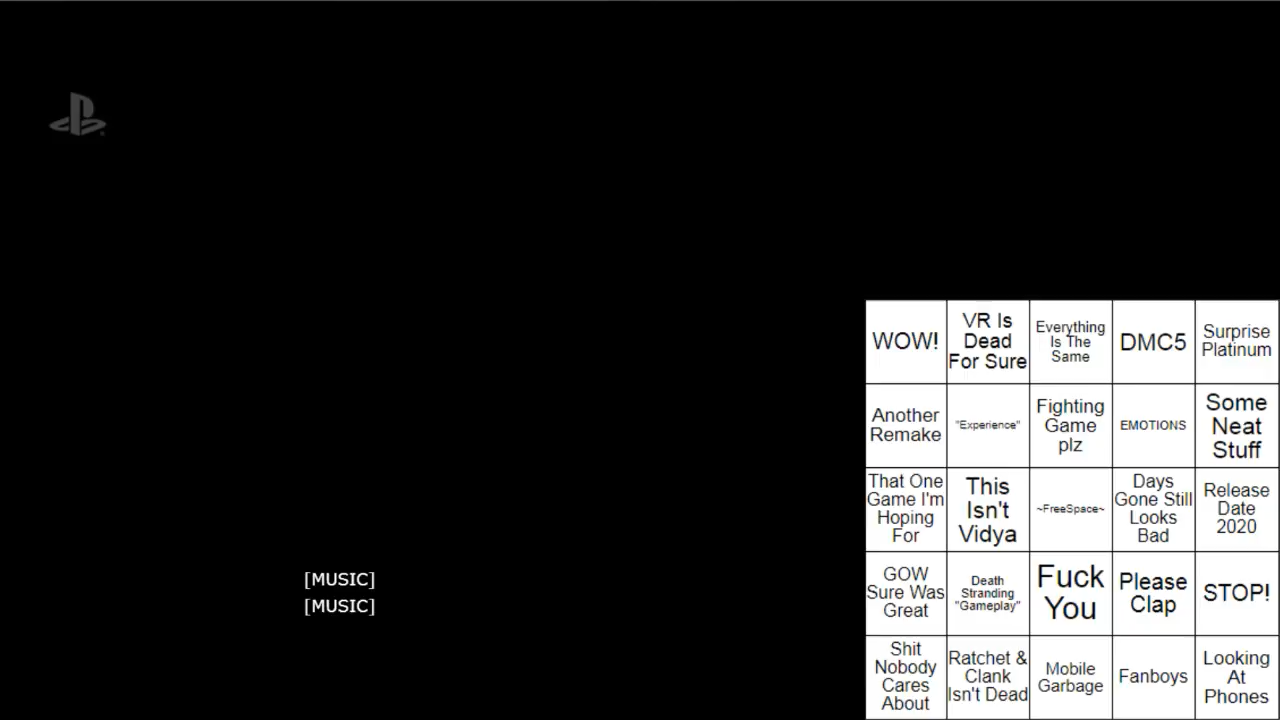 WOW!
VR Is
Dead
For Sure
Everything
Is The
Same
DMC5
Surprise
Platinum
Another
Remake
"Experience"
Fighting
Game
plz
EMOTIONS
Some
Neat
Stuff
That One
Game I'm
Hoping
For
This
Isn't
Vidya
~FreeSpace~
Days
Gone Still
Looks
Bad
Release
Date
2020
GOW
Sure Was
Great
Death
Stranding
"Gameplay"
Fuck
You
Please
Clap
STOP!
Shit
Nobody
Cares
About
Ratchet &
Clank
Isn't Dead
Mobile
Garbage
Fanboys
Looking
At
Phones
[MUSIC]
[MUSIC]